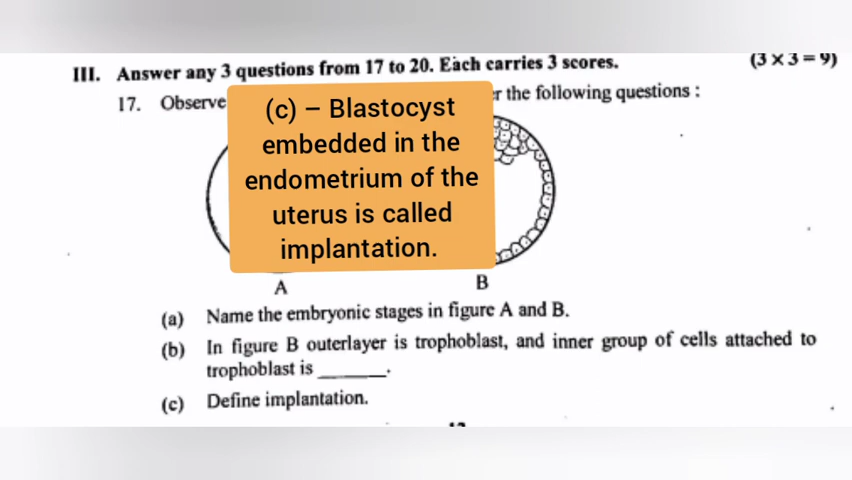 III. Answer any 3 questions from 17 to 20. Each carries 3 scores. (3 × 3 = 9)
17. Observe r the following questions :
(c) – Blastocyst
embedded in the
endometrium of the
uterus is called
implantation.
A B
(a) Name the embryonic stages in figure A and B.
(b) In figure B outerlayer is trophoblast, and inner group of cells attached to
trophoblast is ______.
(c) Define implantation.